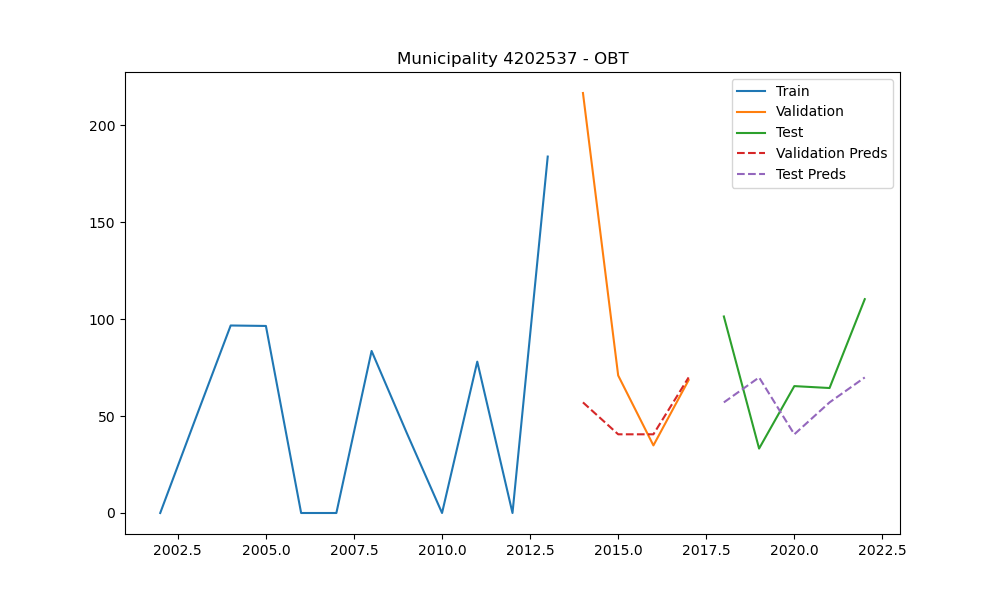 Municipality 4202537 - OBT
Train
Validation
Test
Validation Preds
Test Preds
200
150
100
50
0
2002.5 2005.0 2007.5 2010.0 2012.5 2015.0 2017.5 2020.0 2022.5